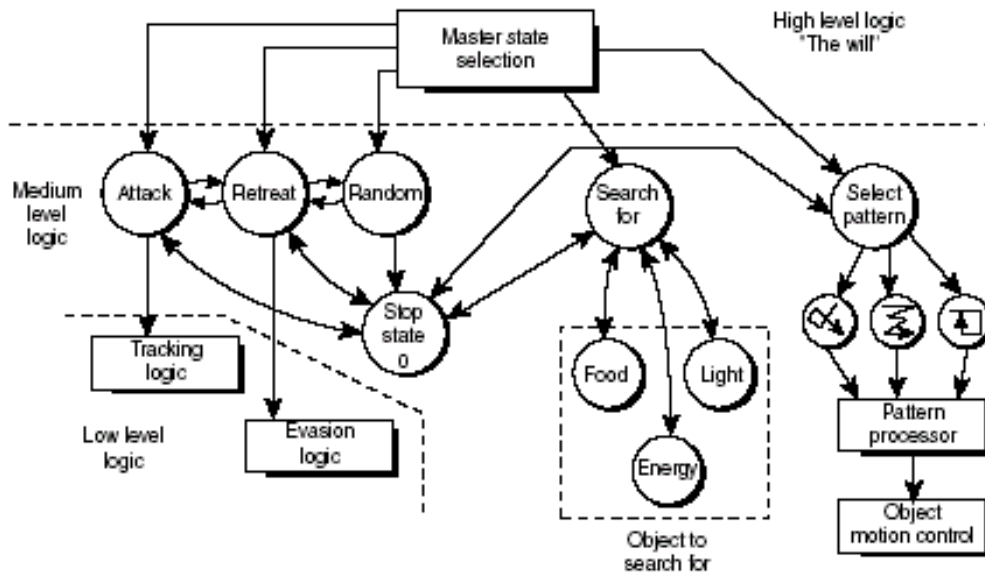 Master state
selection
High level logic
"The will"
Medium
level
logic
Attack
Retreat
Random
Search
for
Select
pattern
Stop
state
0
Tracking
logic
Food
Light
Low level
logic
Evasion
logic
Energy
Pattern
processor
Object to
search for
Object
motion control